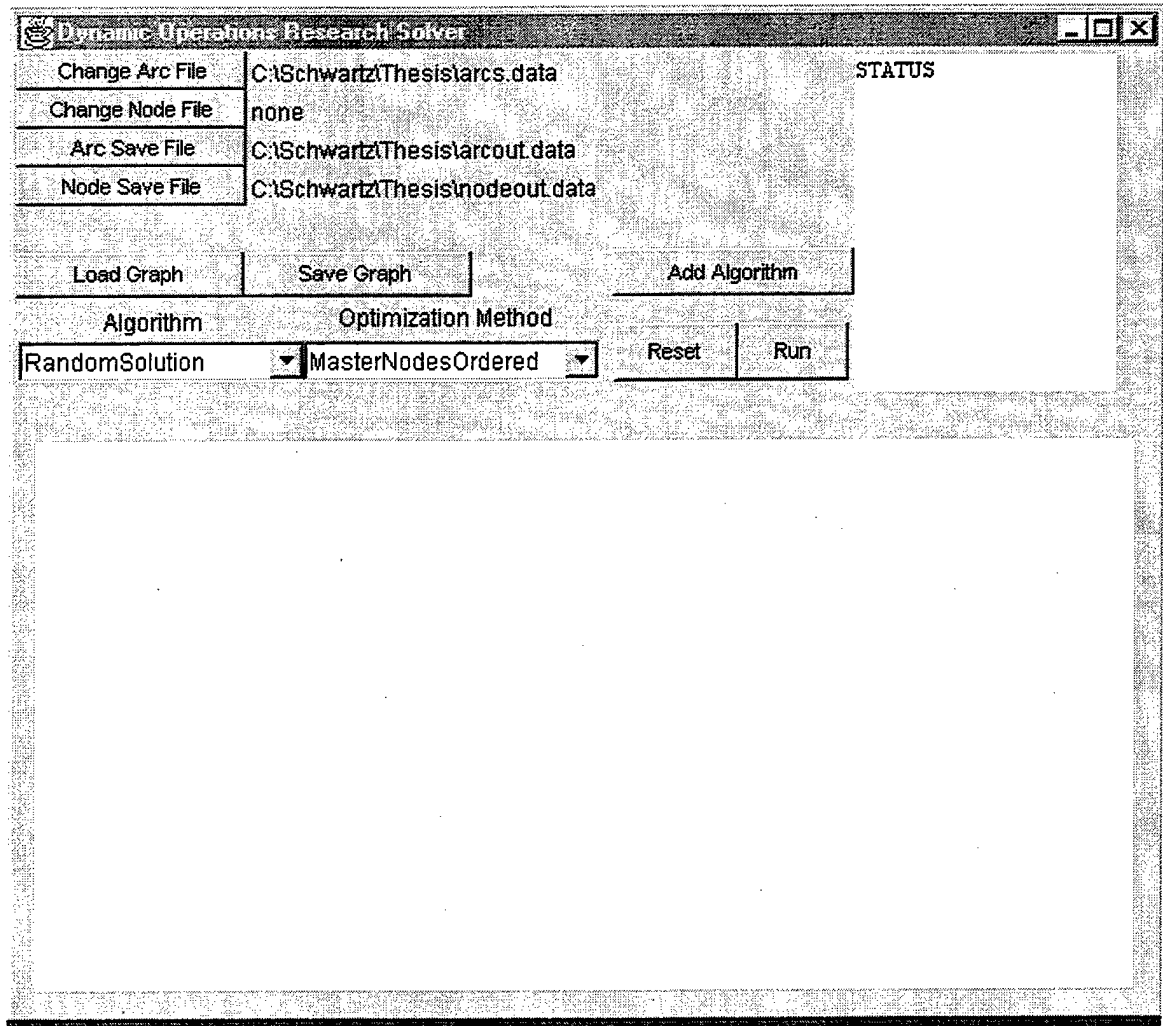 Dynamic Operations Research Solver
Change Arc File C:\Schwartz\Thesis\arcs.data
Change Node File none
Arc Save File C:\Schwartz\Thesis\arcout.data
Node Save File C:\Schwartz\Thesis\nodeout.data
STATUS
Load Graph Save Graph Add Algorithm
Algorithm Optimization Method
RandomSolution MasterNodesOrdered Reset Run